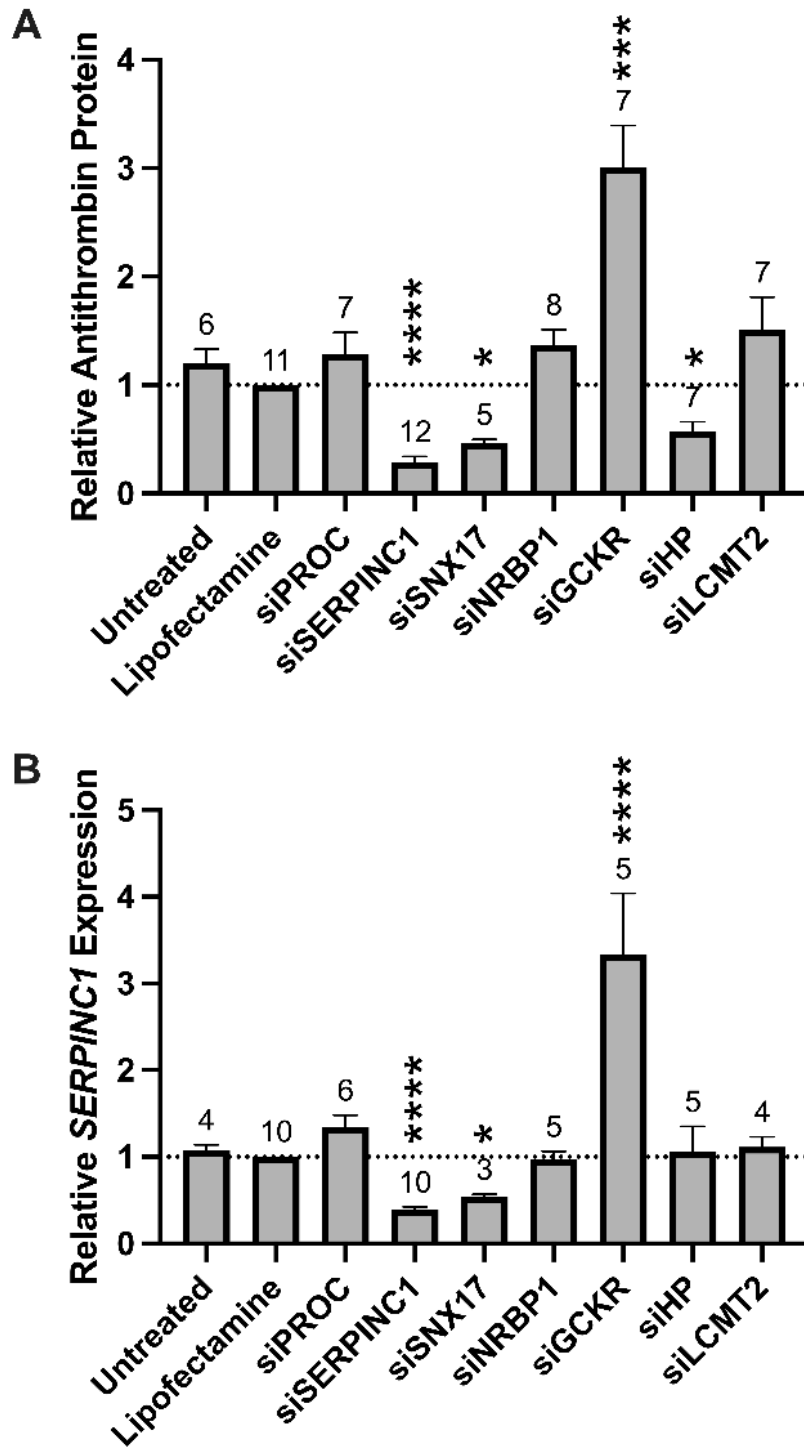 A
Relative Antithrombin Protein
4
3
2
1
0
6
11
7
12
****
5
*
8
7
***
7
*
7
Untreated
Lipofectamine
siPROC
siSERPINC1
siSNX17
siNRBP1
siGCKR
siHP
siLCMT2
B
Relative SERPINC1 Expression
5
4
3
2
1
0
4
10
6
10
****
3
*
5
5
****
5
4
Untreated
Lipofectamine
siPROC
siSERPINC1
siSNX17
siNRBP1
siGCKR
siHP
siLCMT2